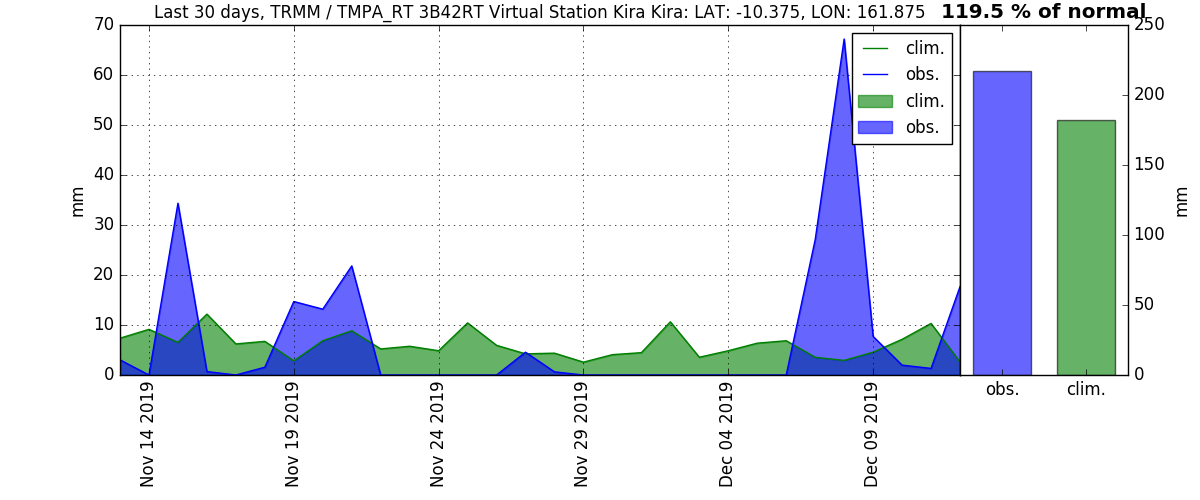 Last 30 days, TRMM / TMPA_RT 3B42RT Virtual Station Kira Kira: LAT: -10.375, LON: 161.875
119.5 % of normal
70
60
50
40
30
20
10
0
mm
clim.
obs.
clim.
obs.
250
200
150
100
50
0
mm
Nov 14 2019
Nov 19 2019
Nov 24 2019
Nov 29 2019
Dec 04 2019
Dec 09 2019
obs.
clim.